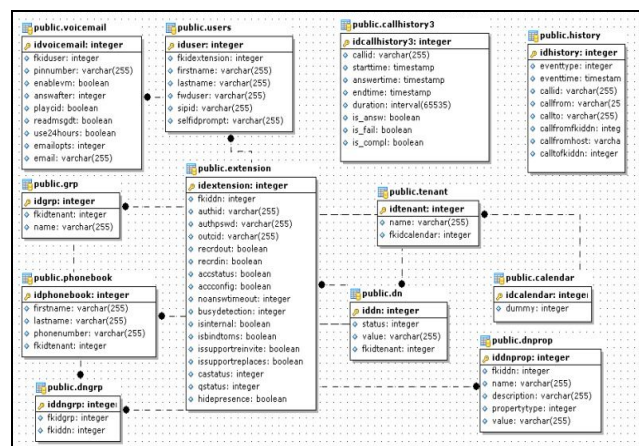 public.voicemail
idvoicemail: integer
fkiduser: integer
pinnumber: varchar(255)
enablevm: boolean
answafter: integer
playcid: boolean
readmsgdt: boolean
use24hours: boolean
emailopts: integer
email: varchar(255)
public.users
iduser: integer
fkidextension: integer
firstname: varchar(255)
lastname: varchar(255)
fwduser: varchar(255)
sipid: varchar(255)
selfidprompt: varchar(255)
public.callhistory3
idcallhistory3: integer
callid: varchar(255)
starttime: timestamp
answertime: timestamp
endtime: timestamp
duration: interval(65535)
is_answ: boolean
is_fail: boolean
is_compl: boolean
public.history
idhistory: integer
eventtype: integer
eventtime: timestam
callid: varchar(255)
callfrom: varchar(25
callto: varchar(255)
callfromfkiddn: integ
callfromhost: varcha
calltofkiddn: integer
public.grp
idgrp: integer
fkidtenant: integer
name: varchar(255)
public.extension
idextension: integer
fkiddn: integer
authid: varchar(255)
authpswd: varchar(255)
outcid: varchar(255)
recrdout: boolean
recrdin: boolean
accstatus: boolean
accconfig: boolean
noanswtimeout: integer
busydetection: integer
isinternal: boolean
isbindtoms: boolean
issupportreinvite: boolean
issupportreplaces: boolean
castatus: integer
qstatus: integer
hidepresence: boolean
public.tenant
idtenant: integer
name: varchar(255)
fkidcalendar: integer
public.phonebook
idphonebook: integer
firstname: varchar(255)
lastname: varchar(255)
phonenumber: varchar(255)
fkidtenant: integer
public.dn
iddn: integer
status: integer
value: varchar(255)
fkidtenant: integer
public.calendar
idcalendar: integer
dummy: integer
public.dngrp
iddngrp: integer
fkidgrp: integer
fkiddn: integer
public.dnprop
iddnprop: integer
fkiddn: integer
name: varchar(255)
description: varchar(255)
propertytype: integer
value: varchar(255)